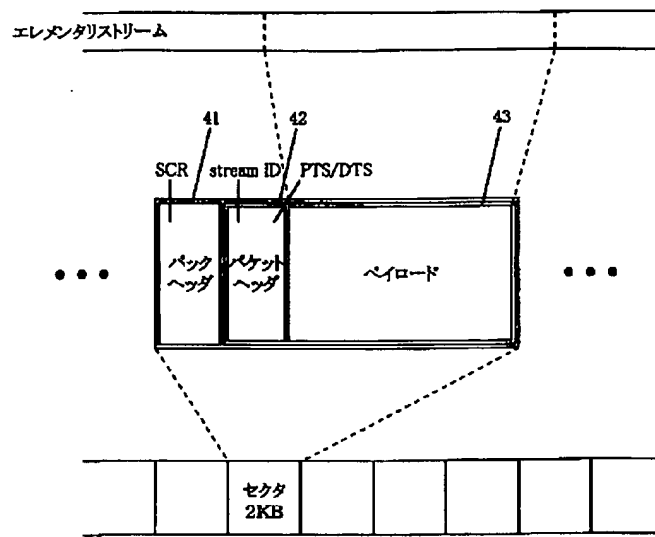 エレメンタリストリーム
41
42
43
SCR
stream ID
PTS/DTS
パック
ヘッダ
パケット
ヘッダ
ペイロード
セクタ
2KB